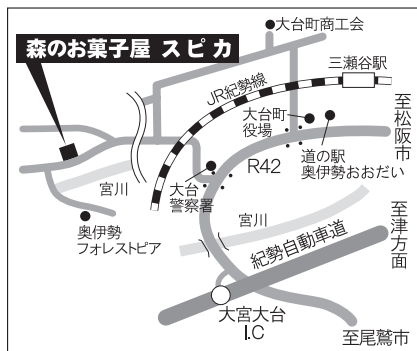 大台町商工会
森のお菓子屋 スピカ
三瀬谷駅
JR紀勢線
大台町
役場
至松阪市
道の駅
奥伊勢おおだい
R42
大台
警察署
宮川
宮川
奥伊勢
フォレストピア
紀勢自動車道
至津方面
大宮大台
I.C
至尾鷲市